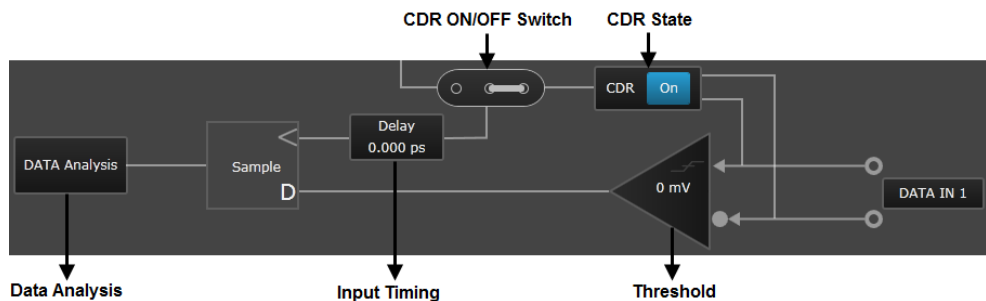 CDR ON/OFF Switch
CDR State
CDR On
Delay
0.000 ps
DATA Analysis
Sample
D
0 mV
DATA IN 1
Data Analysis
Input Timing
Threshold